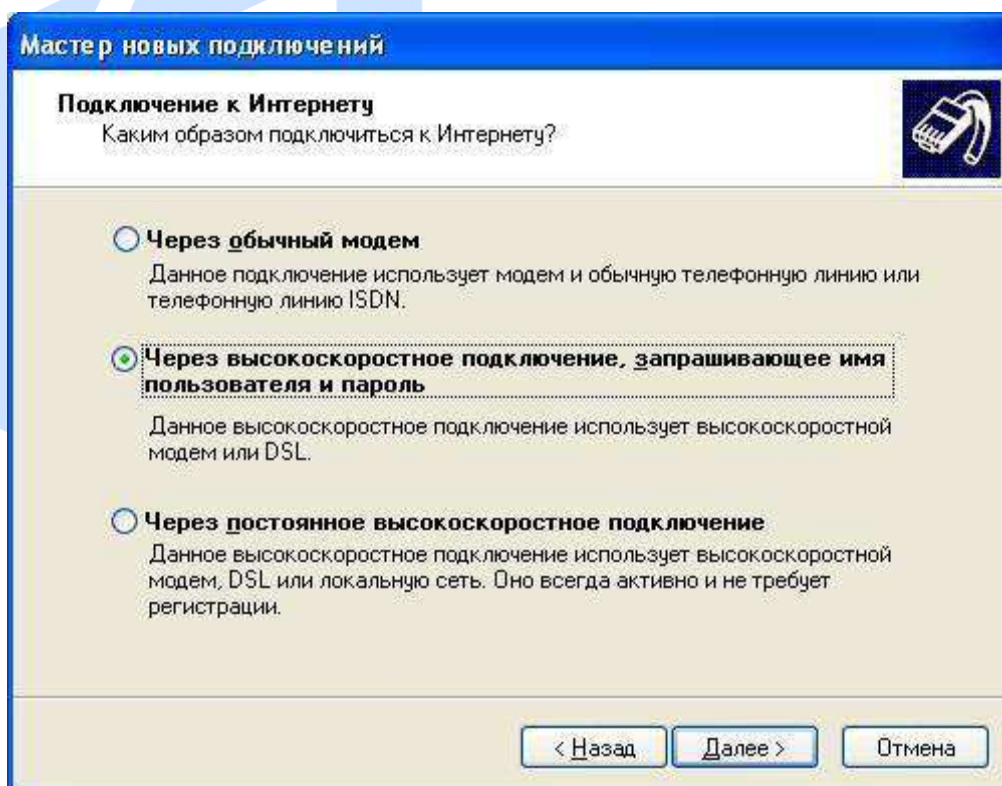 Мастер новых подключений
Подключение к Интернету
Каким образом подключиться к Интернету?
Через обычный модем
Данное подключение использует модем и обычную телефонную линию или
телефонную линию ISDN.
Через высокоскоростное подключение, запрашивающее имя
пользователя и пароль
Данное высокоскоростное подключение использует высокоскоростной
модем или DSL.
Через постоянное высокоскоростное подключение
Данное высокоскоростное подключение использует высокоскоростной
модем, DSL или локальную сеть. Оно всегда активно и не требует
регистрации.
< Назад Далее > Отмена